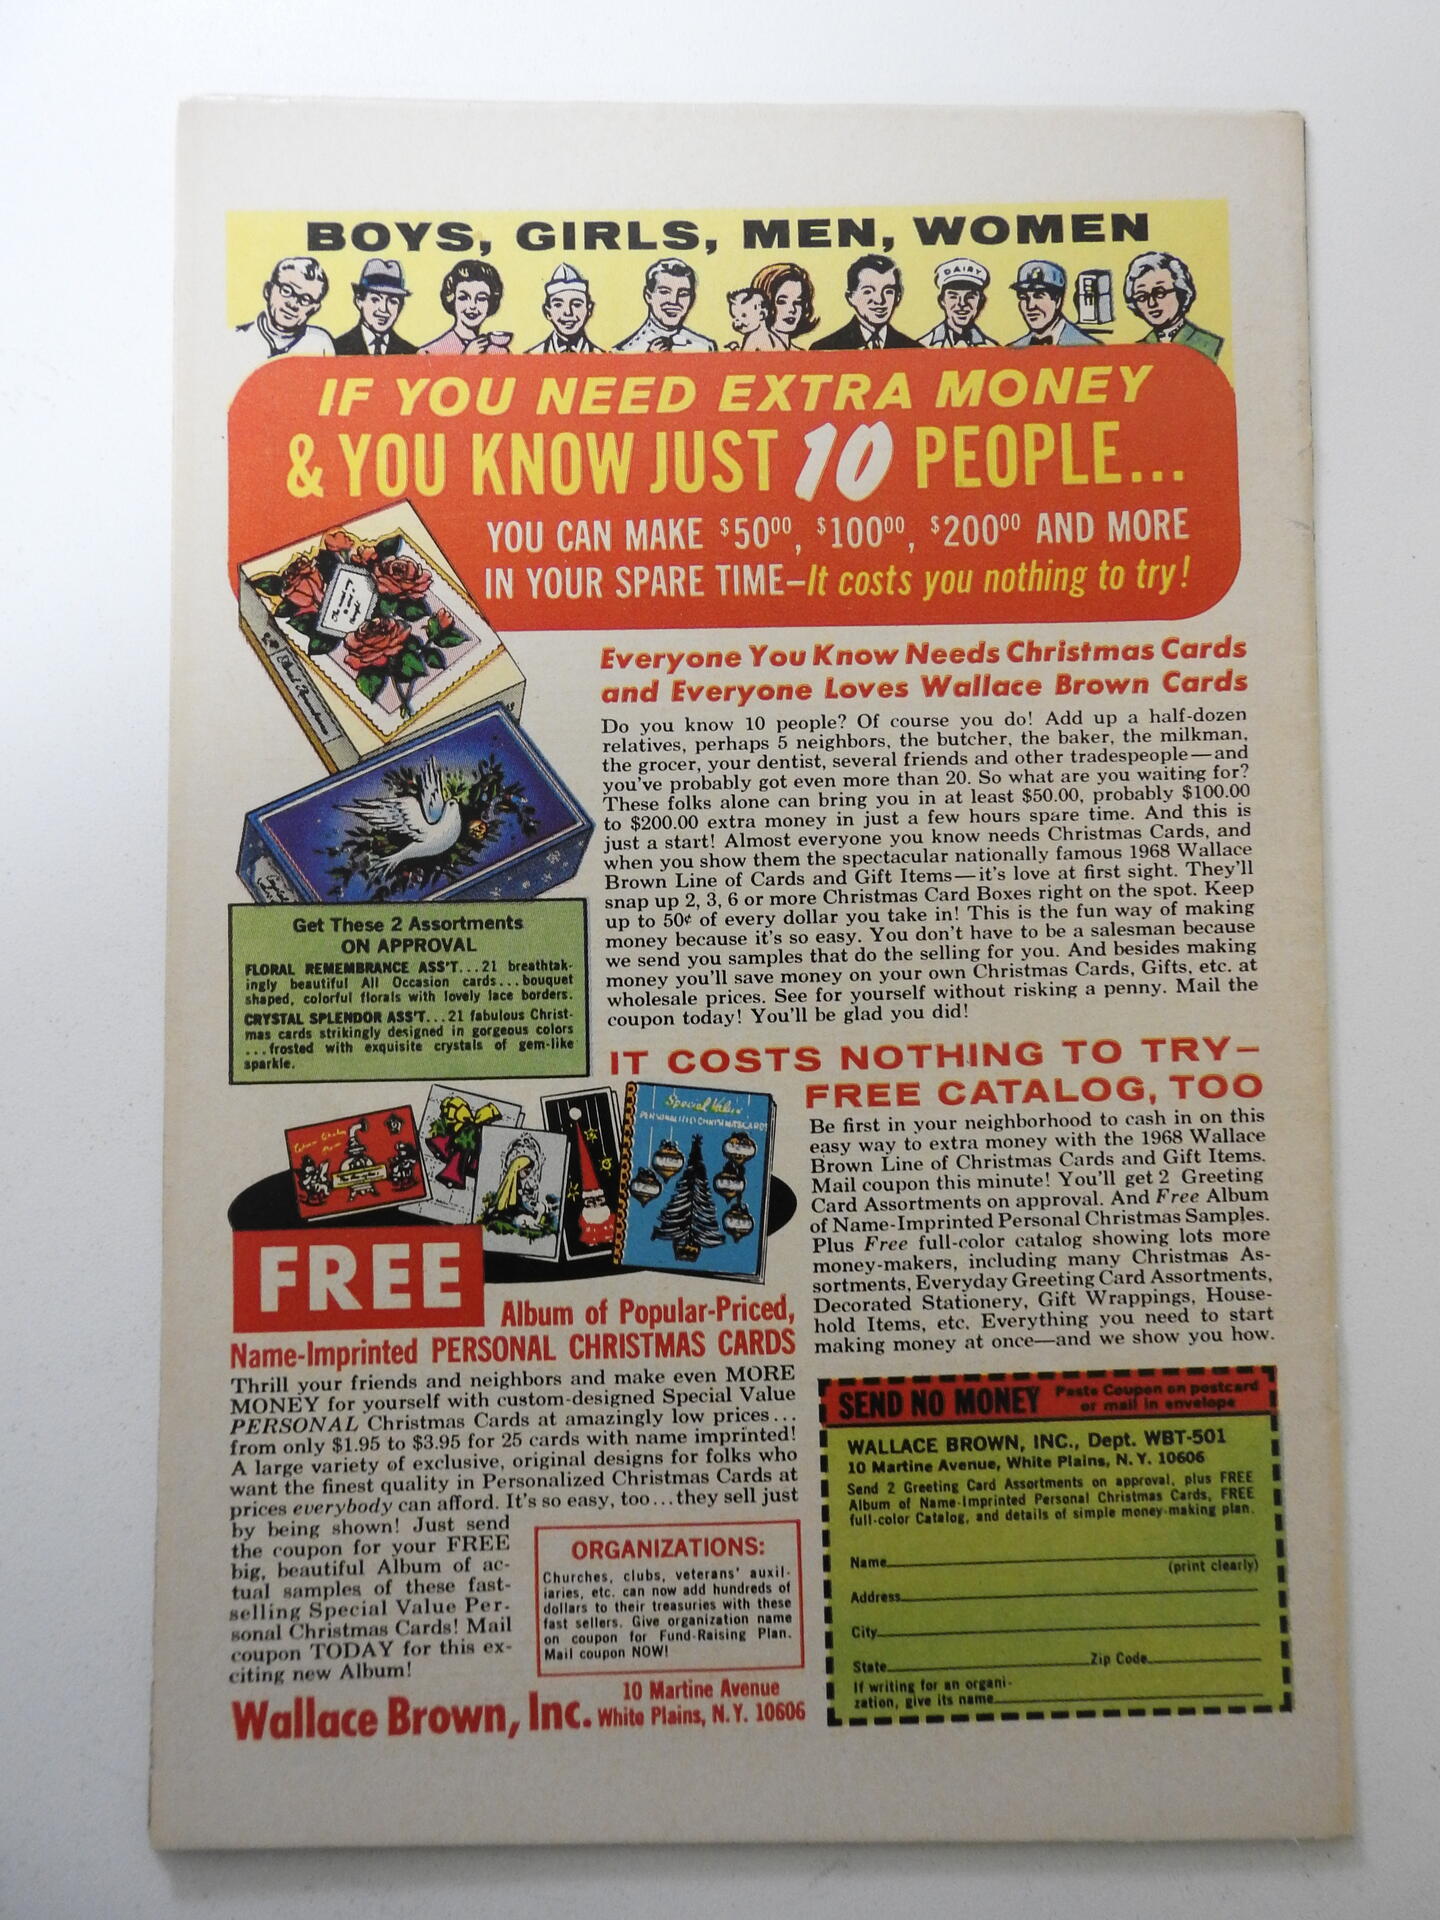 BOYS, GIRLS, MEN, WOMEN
DAIRY
IF YOU NEED EXTRA MONEY
& YOU KNOW JUST 10 PEOPLE...
YOU CAN MAKE $50⁰⁰, $100⁰⁰, $200⁰⁰ AND MORE
IN YOUR SPARE TIME–It costs you nothing to try!
Everyone You Know Needs Christmas Cards
and Everyone Loves Wallace Brown Cards
Do you know 10 people? Of course you do! Add up a half-dozen
relatives, perhaps 5 neighbors, the butcher, the baker, the milkman,
the grocer, your dentist, several friends and other tradespeople—and
you've probably got even more than 20. So what are you waiting for?
These folks alone can bring you in at least $50.00, probably $100.00
to $200.00 extra money in just a few hours spare time. And this is
just a start! Almost everyone you know needs Christmas Cards, and
when you show them the spectacular nationally famous 1968 Wallace
Brown Line of Cards and Gift Items—it's love at first sight. They'll
snap up 2, 3, 6 or more Christmas Card Boxes right on the spot. Keep
up to 50¢ of every dollar you take in! This is the fun way of making
money because it's so easy. You don't have to be a salesman because
we send you samples that do the selling for you. And besides making
money you'll save money on your own Christmas Cards, Gifts, etc. at
wholesale prices. See for yourself without risking a penny. Mail the
coupon today! You'll be glad you did!
Get These 2 Assortments
ON APPROVAL
FLORAL REMEMBRANCE ASS'T...21 breathtak-
ingly beautiful All Occasion cards...bouquet
shaped, colorful florals with lovely lace borders.
CRYSTAL SPLENDOR ASS'T...21 fabulous Christ-
mas cards strikingly designed in gorgeous colors
...frosted with exquisite crystals of gem-like
sparkle.
IT COSTS NOTHING TO TRY–
FREE CATALOG, TOO
Be first in your neighborhood to cash in on this
easy way to extra money with the 1968 Wallace
Brown Line of Christmas Cards and Gift Items.
Mail coupon this minute! You'll get 2 Greeting
Card Assortments on approval. And Free Album
of Name-Imprinted Personal Christmas Samples.
Plus Free full-color catalog showing lots more
money-makers, including many Christmas As-
sortments, Everyday Greeting Card Assortments,
Decorated Stationery, Gift Wrappings, House-
hold Items, etc. Everything you need to start
making money at once—and we show you how.
Special Value
PERSONALIZED CHRISTMAS CARDS
FREE
Album of Popular-Priced,
Name-Imprinted PERSONAL CHRISTMAS CARDS
Thrill your friends and neighbors and make even MORE
MONEY for yourself with custom-designed Special Value
PERSONAL Christmas Cards at amazingly low prices...
from only $1.95 to $3.95 for 25 cards with name imprinted!
A large variety of exclusive, original designs for folks who
want the finest quality in Personalized Christmas Cards at
prices everybody can afford. It's so easy, too...they sell just
by being shown! Just send
the coupon for your FREE
big, beautiful Album of ac-
tual samples of these fast-
selling Special Value Per-
sonal Christmas Cards! Mail
coupon TODAY for this ex-
citing new Album!
ORGANIZATIONS:
Churches, clubs, veterans' auxil-
iaries, etc. can now add hundreds of
dollars to their treasuries with these
fast sellers. Give organization name
on coupon for Fund-Raising Plan.
Mail coupon NOW!
Wallace Brown, Inc.
10 Martine Avenue
White Plains, N.Y. 10606
SEND NO MONEY
Paste Coupon on postcard
or mail in envelope
WALLACE BROWN, INC., Dept. WBT-501
10 Martine Avenue, White Plains, N.Y. 10606
Send 2 Greeting Card Assortments on approval, plus FREE
Album of Name-Imprinted Personal Christmas Cards, FREE
full-color Catalog, and details of simple money-making plan.
Name
(print clearly)
Address
City
State Zip Code
If writing for an organi-
zation, give its name